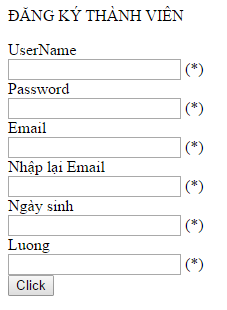 ĐĂNG KÝ THÀNH VIÊN
UserName
(*)
Password
(*)
Email
(*)
Nhập lại Email
(*)
Ngày sinh
(*)
Luong
(*)
Click